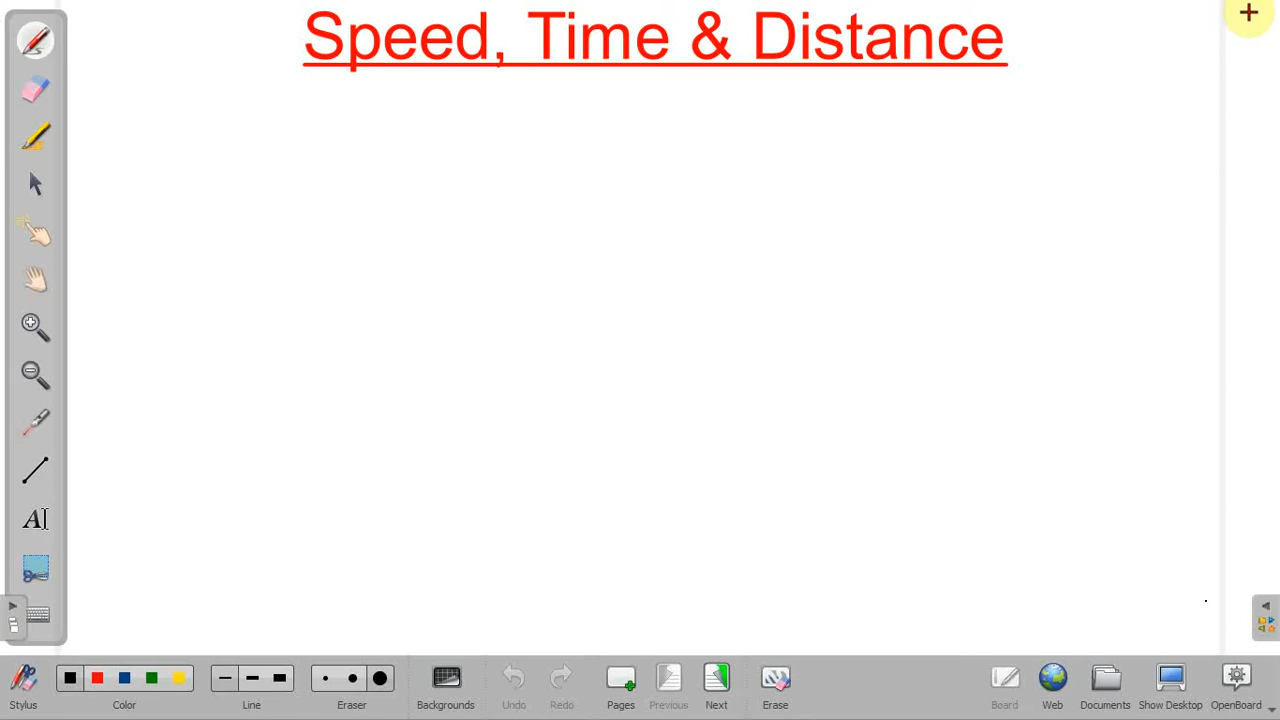 Speed, Time & Distance
Stylus
Color
Line
Eraser
Backgrounds
Undo
Redo
Pages
Previous
Next
Erase
Board
Web
Documents
Show Desktop
OpenBoard